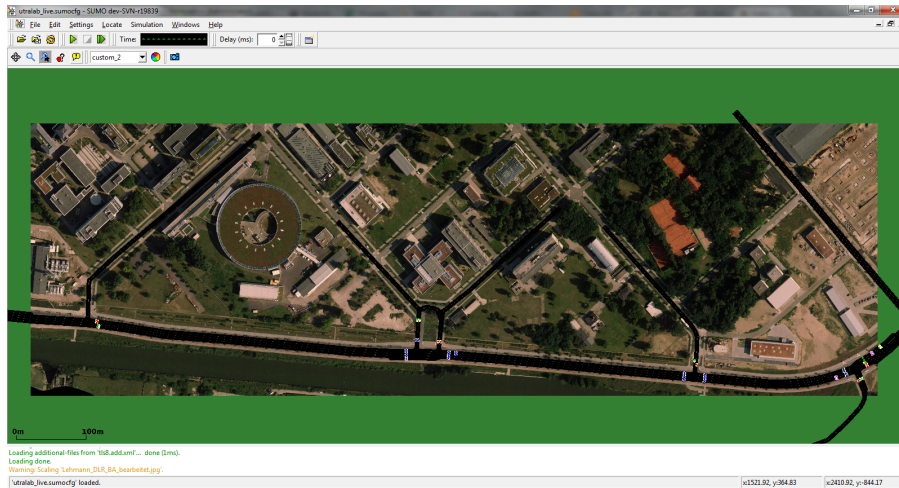 utralab_live.sumocfg - SUMO dev-SVN-r19839
File Edit Settings Locate Simulation Windows Help
Time: Delay (ms): 0
custom_2
0m 100m
Loading additional-files from 'tls8.add.xml'... done (1ms).
Loading done.
Warning: Scaling 'Lehmann_DLR_BA_bearbeitet.jpg'.
'utralab_live.sumocfg' loaded. x:1521.92, y:364.83 x:2410.92, y:-844.17